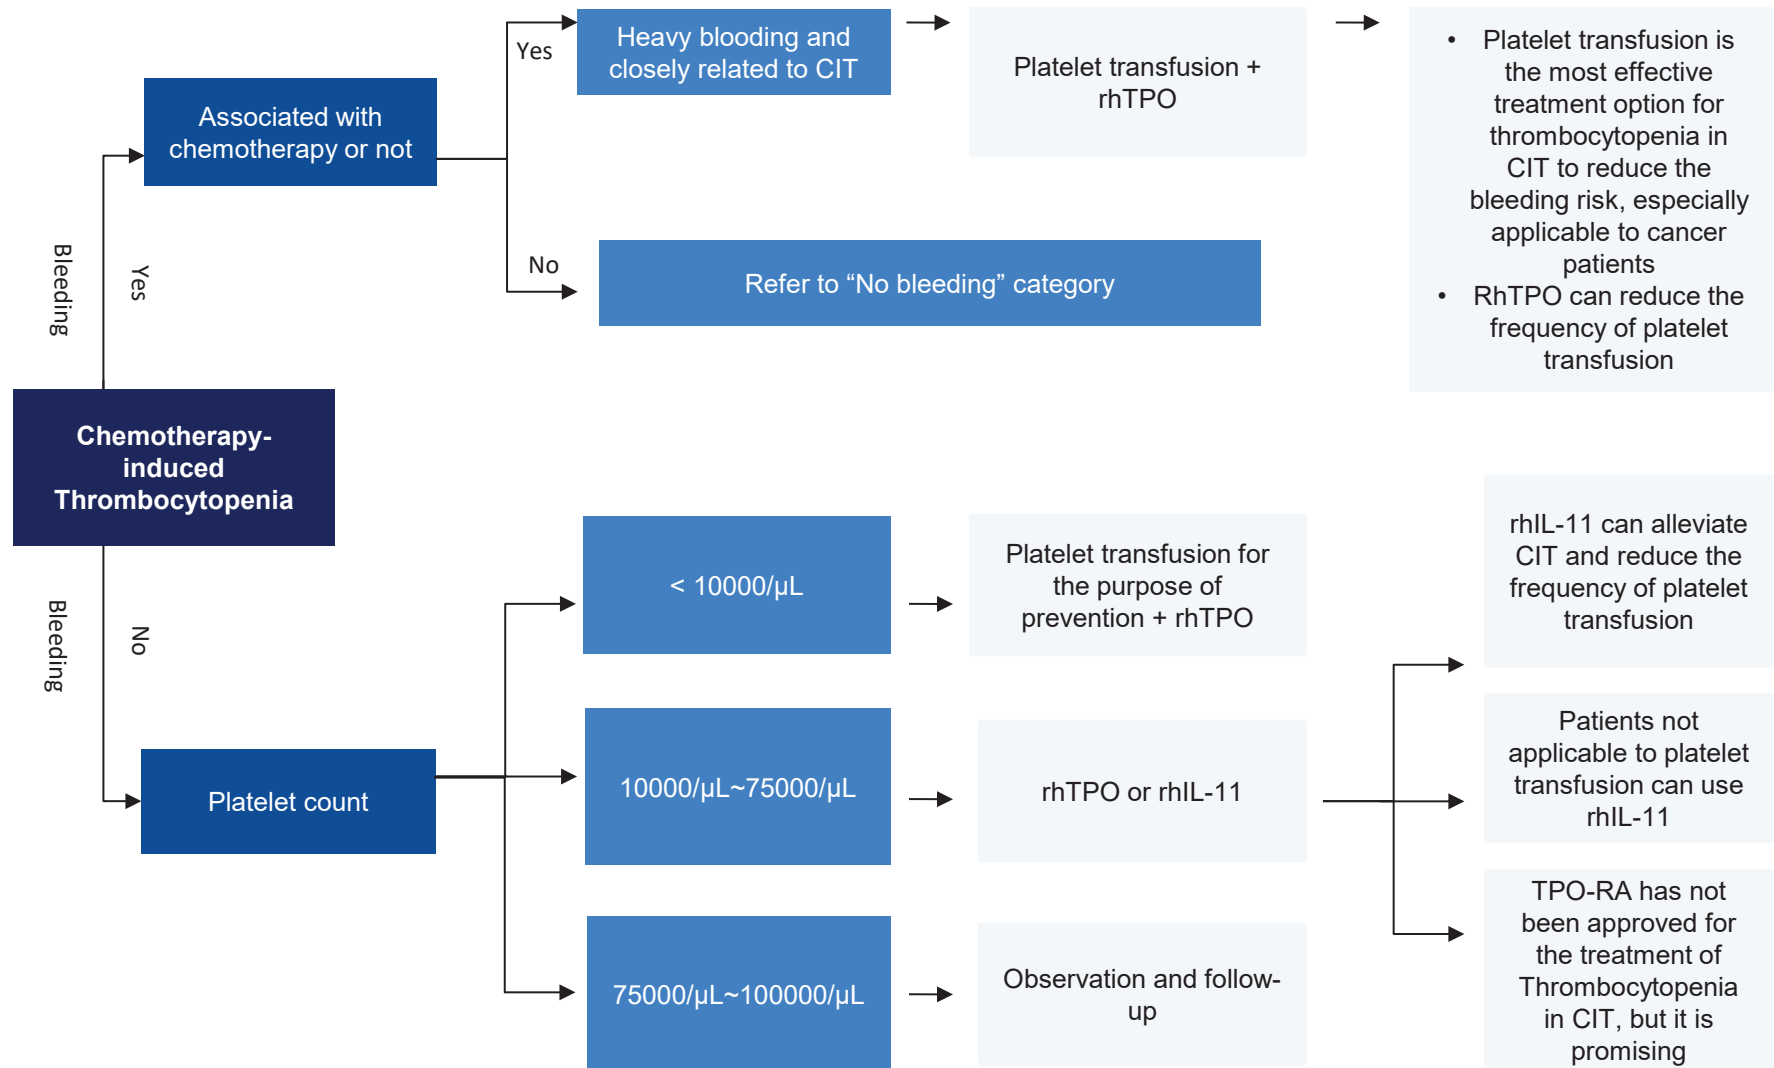 Yes
Heavy blooding and
closely related to CIT
Platelet transfusion +
rhTPO
• Platelet transfusion is
the most effective
treatment option for
thrombocytopenia in
CIT to reduce the
bleeding risk, especially
applicable to cancer
patients
• RhTPO can reduce the
frequency of platelet
transfusion
Associated with
chemotherapy or not
Bleeding
Yes
No
Refer to “No bleeding” category
Chemotherapy-
induced
Thrombocytopenia
Bleeding
No
Platelet count
< 10000/μL
Platelet transfusion for
the purpose of
prevention + rhTPO
10000/μL~75000/μL
rhTPO or rhIL-11
75000/μL~100000/μL
Observation and follow-
up
rhIL-11 can alleviate
CIT and reduce the
frequency of platelet
transfusion
Patients not
applicable to platelet
transfusion can use
rhIL-11
TPO-RA has not
been approved for
the treatment of
Thrombocytopenia
in CIT, but it is
promising